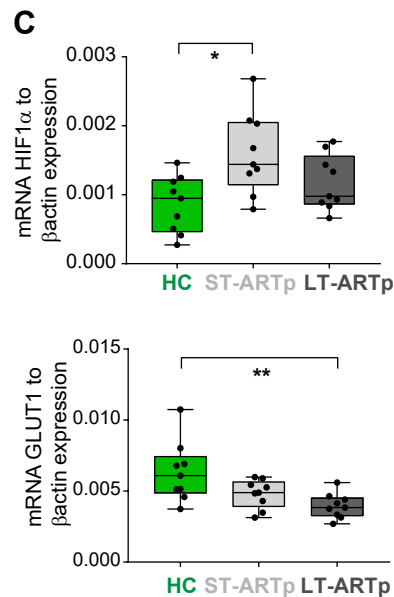 C
mRNA HIF1α to
βactin expression
0.003
0.002
0.001
0.000
*
HC ST-ARTp LT-ARTp
mRNA GLUT1 to
βactin expression
0.015
0.010
0.005
0.000
**
HC ST-ARTp LT-ARTp